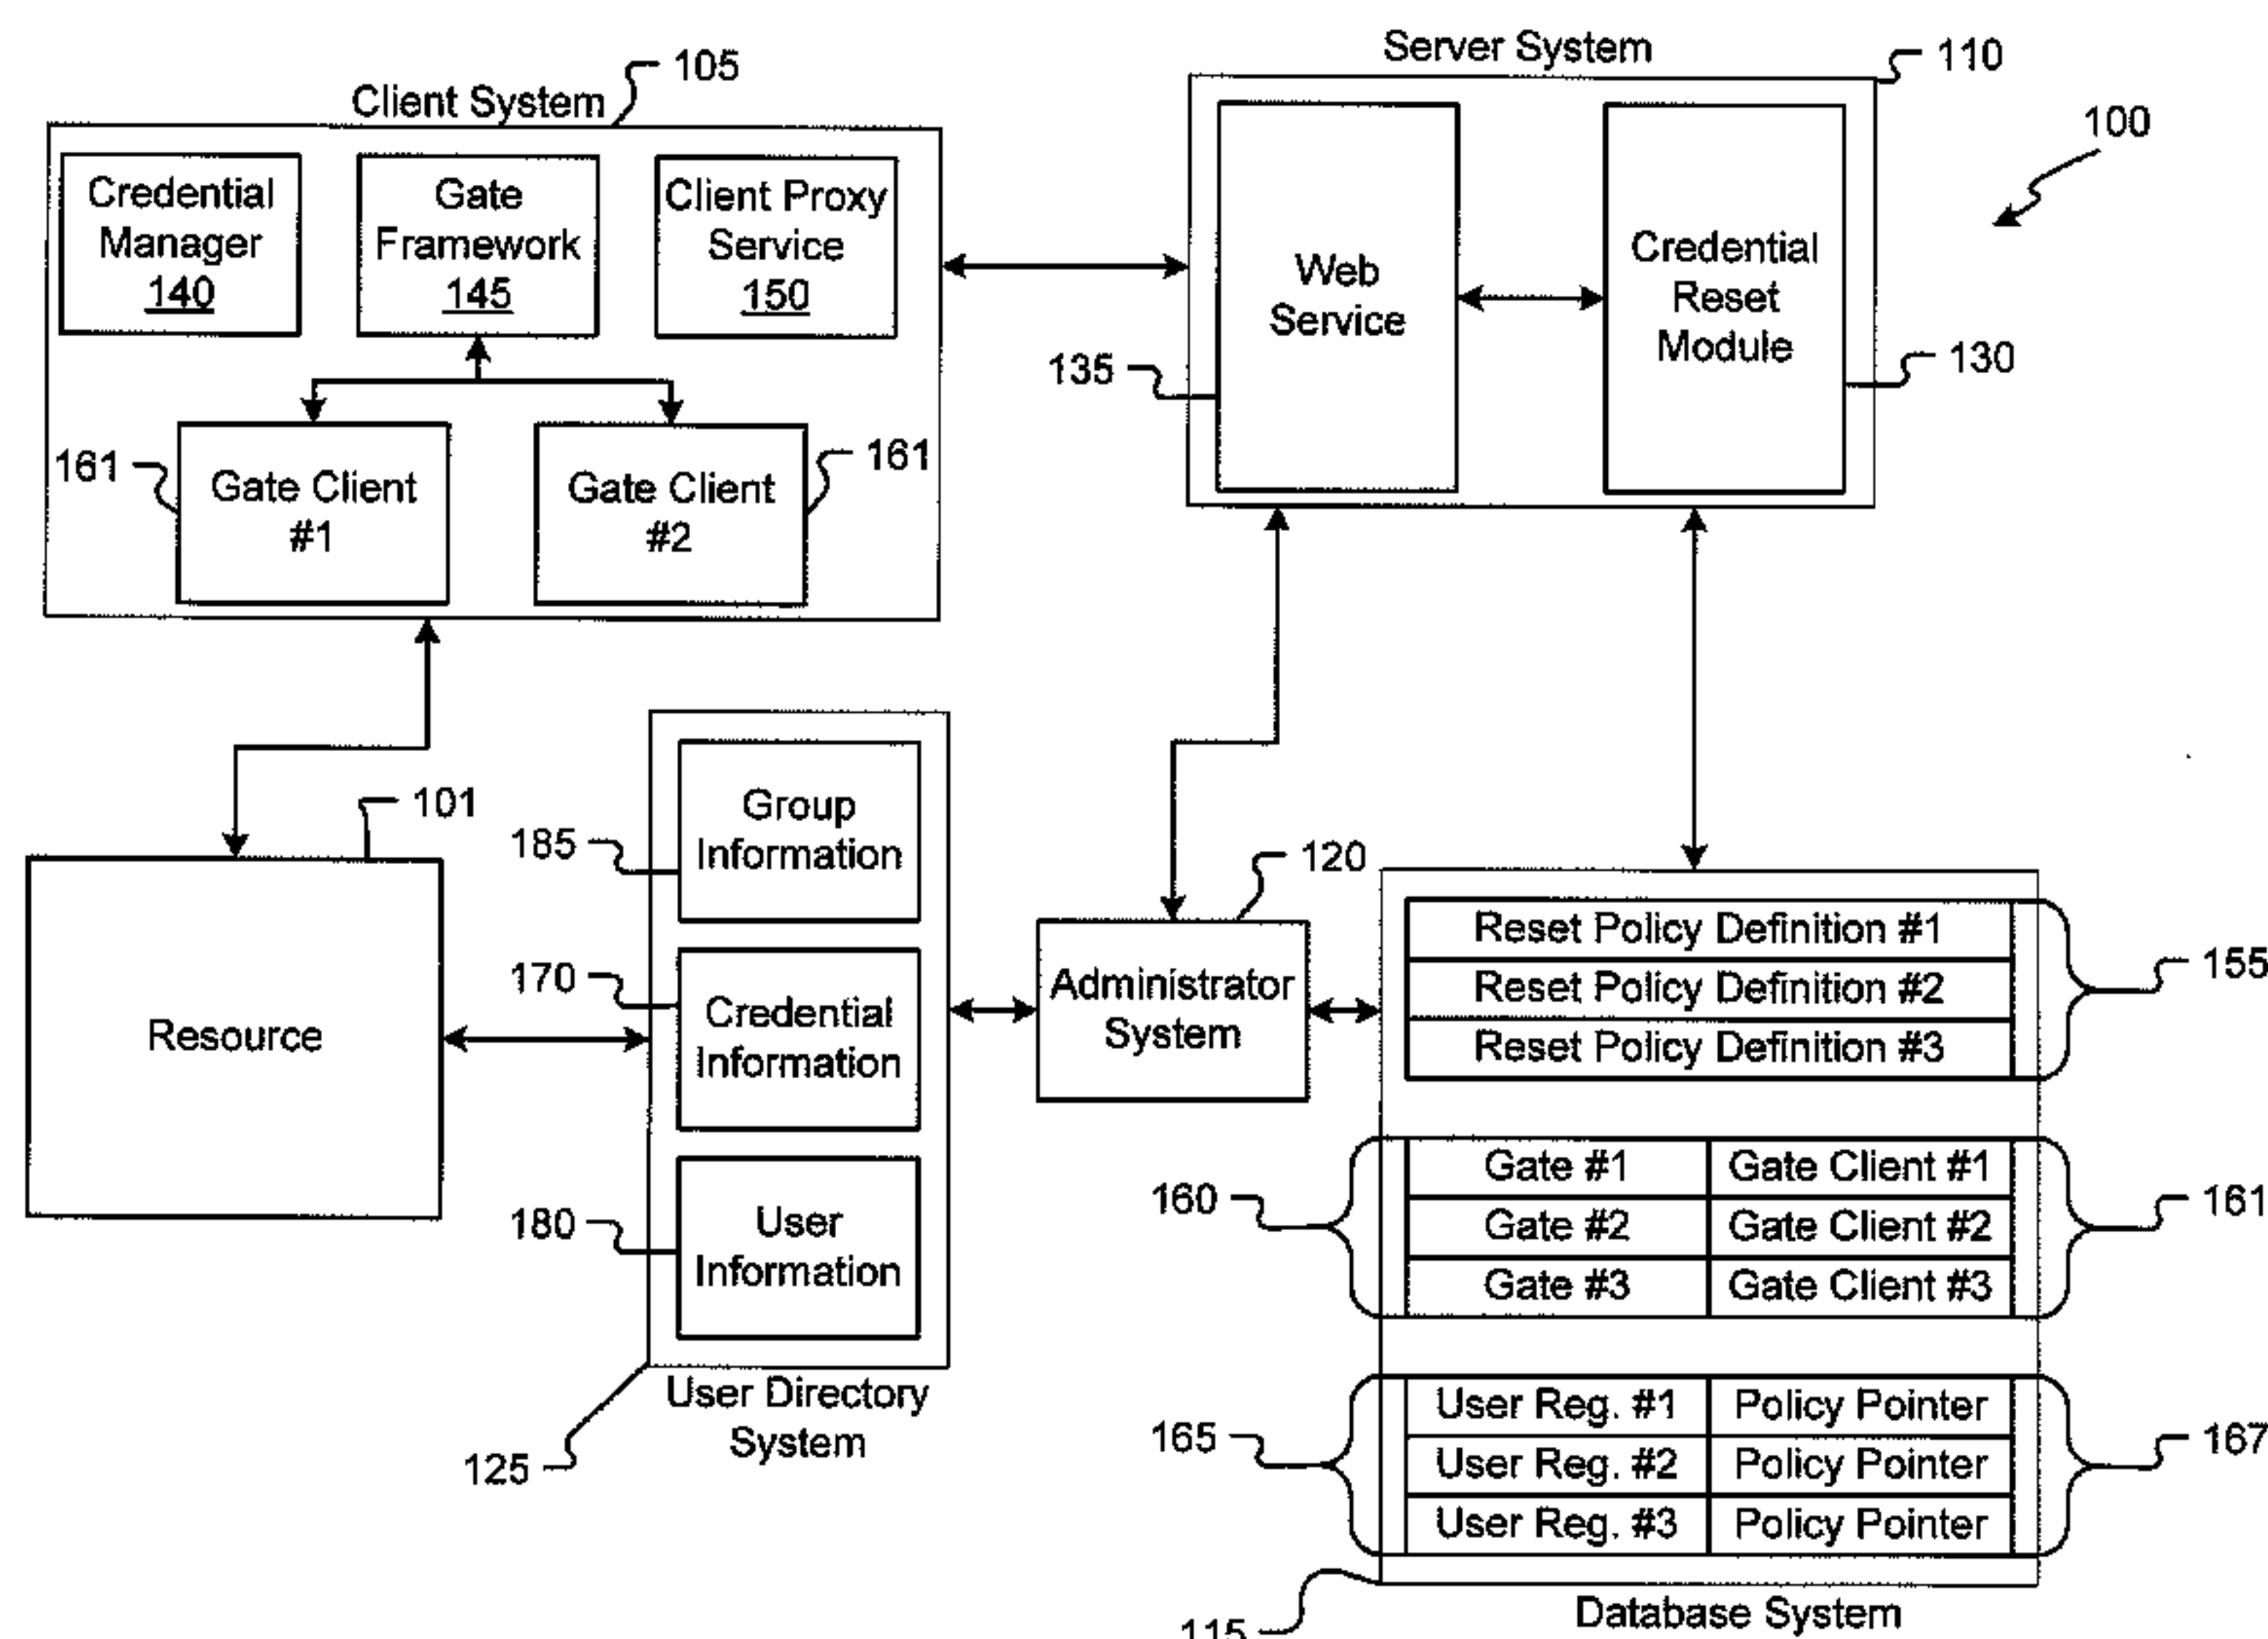 Server System
110
105
Client System
100
Credential
Manager
140
Gate
Framework
145
Client Proxy
Service
150
Web
Service
Credential
Reset
Module
135
130
161
Gate Client
#1
Gate Client
#2
161
101
Resource
185
Group
Information
170
Credential
Information
180
User
Information
User Directory
System
125
120
Administrator
System
Reset Policy Definition #1
Reset Policy Definition #2
Reset Policy Definition #3
155
160
Gate #1 Gate Client #1
Gate #2 Gate Client #2
Gate #3 Gate Client #3
161
165
User Reg. #1 Policy Pointer
User Reg. #2 Policy Pointer
User Reg. #3 Policy Pointer
167
115
Database System